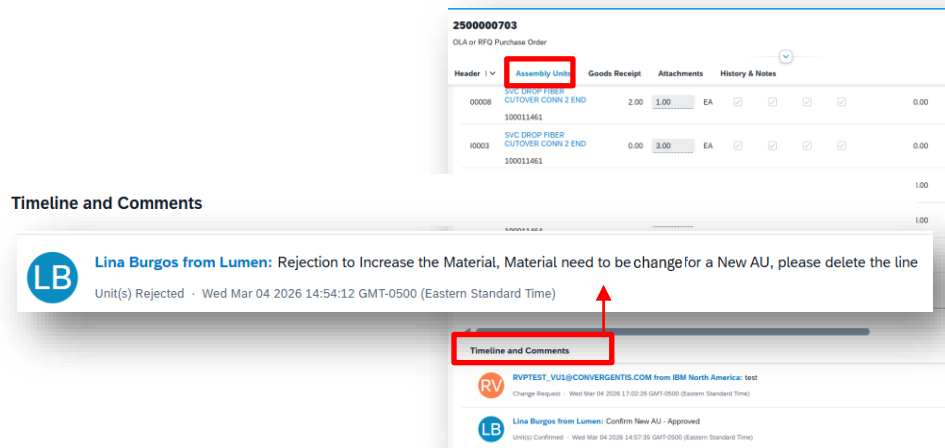 2500000703
OLA or RFQ Purchase Order
Header Assembly Units Goods Receipt Attachments History & Notes
SVC DROP FIBER
00008 CUTOVER CONN 2 END 2.00 1.00 EA 0.00
100011461
SVC DROP FIBER
I0003 CUTOVER CONN 2 END 0.00 3.00 EA 0.00
100011461
Timeline and Comments
LB
Lina Burgos from Lumen: Rejection to Increase the Material, Material need to be change for a New AU, please delete the line
Unit(s) Rejected · Wed Mar 04 2026 14:54:12 GMT-0500 (Eastern Standard Time)
Timeline and Comments
RV
RVPTEST_VU1@CONVERGENTIS.COM from IBM North America: test
Change Request · Wed Mar 04 2026 17:02:26 GMT-0500 (Eastern Standard Time)
LB
Lina Burgos from Lumen: Confirm New AU - Approved
Unit(s) Confirmed · Wed Mar 04 2026 14:57:35 GMT-0500 (Eastern Standard Time)